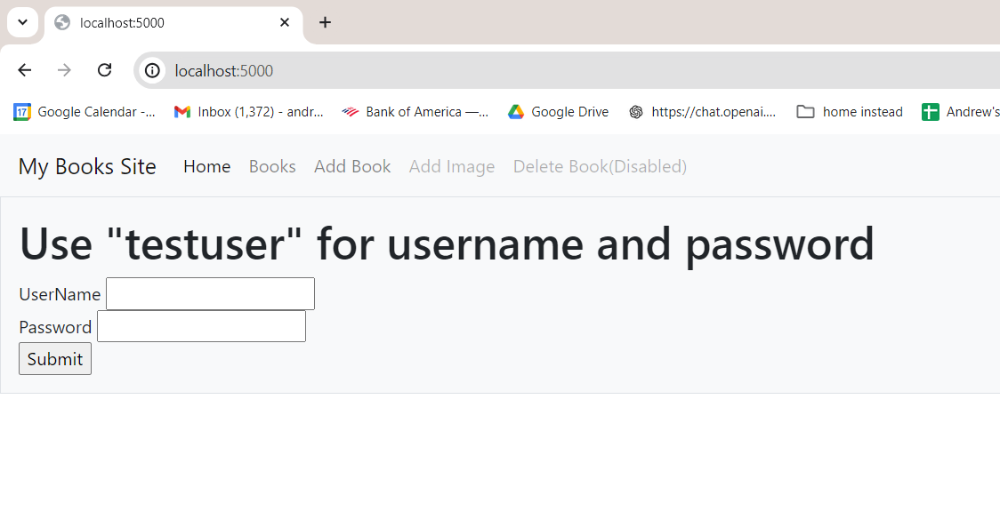 localhost:5000
localhost:5000
17 Google Calendar -... Inbox (1,372) - andr... Bank of America —... Google Drive https://chat.openai.... home instead Andrew's
My Books Site Home Books Add Book Add Image Delete Book(Disabled)
Use "testuser" for username and password
UserName
Password
Submit